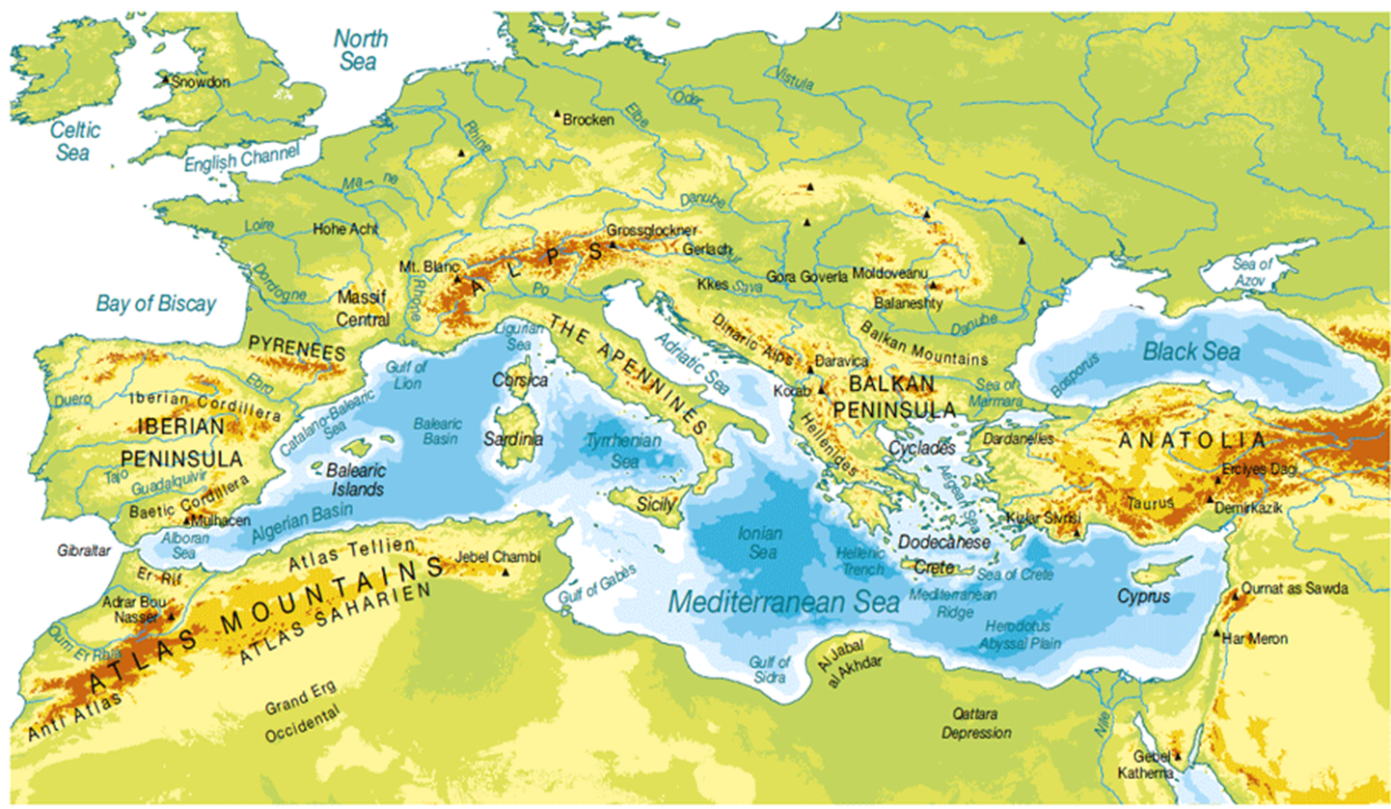 North
Sea
Snowdon
Celtic
Sea
English Channel
Brocken
Vistula
Oder
Elbe
Rhine
Ma
ne
Danube
Loire
Hohe Acht
Grossglockner
Gerlach
Mt. Blanc
ALPS
Dordogne
Massif
Central
Rhone
Po
Kkes
Sava
Gora Goverla
Moldoveanu
Balaneshty
Danube
Sea of
Azov
Bay of Biscay
Ligurian
Sea
THE APENNINES
Adriatic Sea
Dinaric Alps
Balkan Mountains
Black Sea
Bosporus
PYRENEES
Gulf of
Lion
Corsica
Daravica
Korab
BALKAN
PENINSULA
Sea of
Marmara
Duero
Ebro
Iberian Cordillera
IBERIAN
PENINSULA
Catalano-Balearic
Sea
Balearic
Basin
Sardinia
Tyrrhenian
Sea
Hellenides
Cyclades
Dardanelles
ANATOLIA
Tajo
Guadalquivir
Balearic
Islands
Erciyes Dagi
Aegean Sea
Taurus
Demirkazik
Baetic Cordillera
Mulhacen
Algerian Basin
Sicily
Kizlar Sivrisi
Gibraltar
Alboran
Sea
Ionian
Sea
Dodecanese
Atlas Tellien
Jebel Chambi
Hellenic
Trench
Crete
Sea of Crete
Er-Rif
Gulf of Gabès
Cyprus
Qurnat as Sawda
Adrar Bou
Nasser
ATLAS MOUNTAINS
ATLAS SAHARIEN
Mediterranean Sea
Mediterranean
Ridge
Oum Er Rhia
Herodotus
Abyssal Plain
Har Meron
Gulf of
Sidra
Al Jabal
al Akhdar
Anti Atlas
Grand Erg
Occidental
Qattara
Depression
Nile
Gebel
Katherna